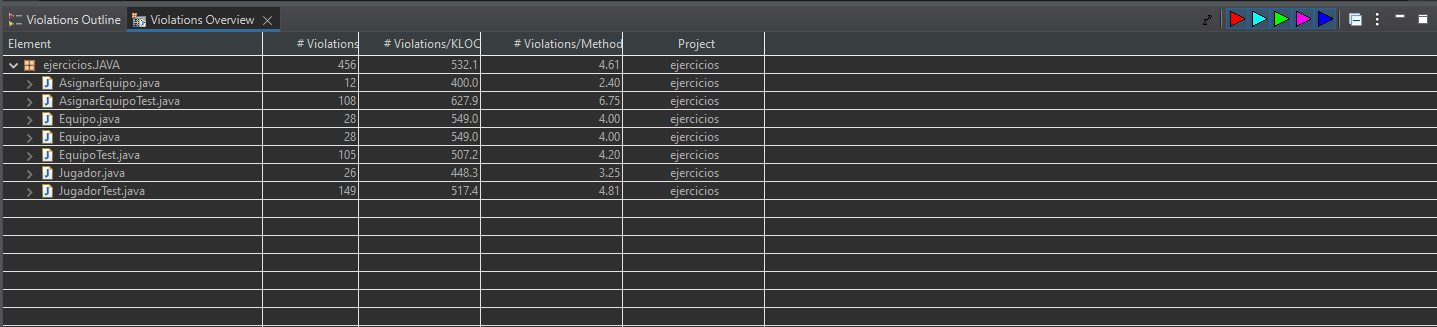 Violations Outline Violations Overview
Element # Violations # Violations/KLOC # Violations/Method Project
ejercicios.JAVA 456 532.1 4.61 ejercicios
AsignarEquipo.java 12 400.0 2.40 ejercicios
AsignarEquipoTest.java 108 627.9 6.75 ejercicios
Equipo.java 28 549.0 4.00 ejercicios
Equipo.java 28 549.0 4.00 ejercicios
EquipoTest.java 105 507.2 4.20 ejercicios
Jugador.java 26 448.3 3.25 ejercicios
JugadorTest.java 149 517.4 4.81 ejercicios